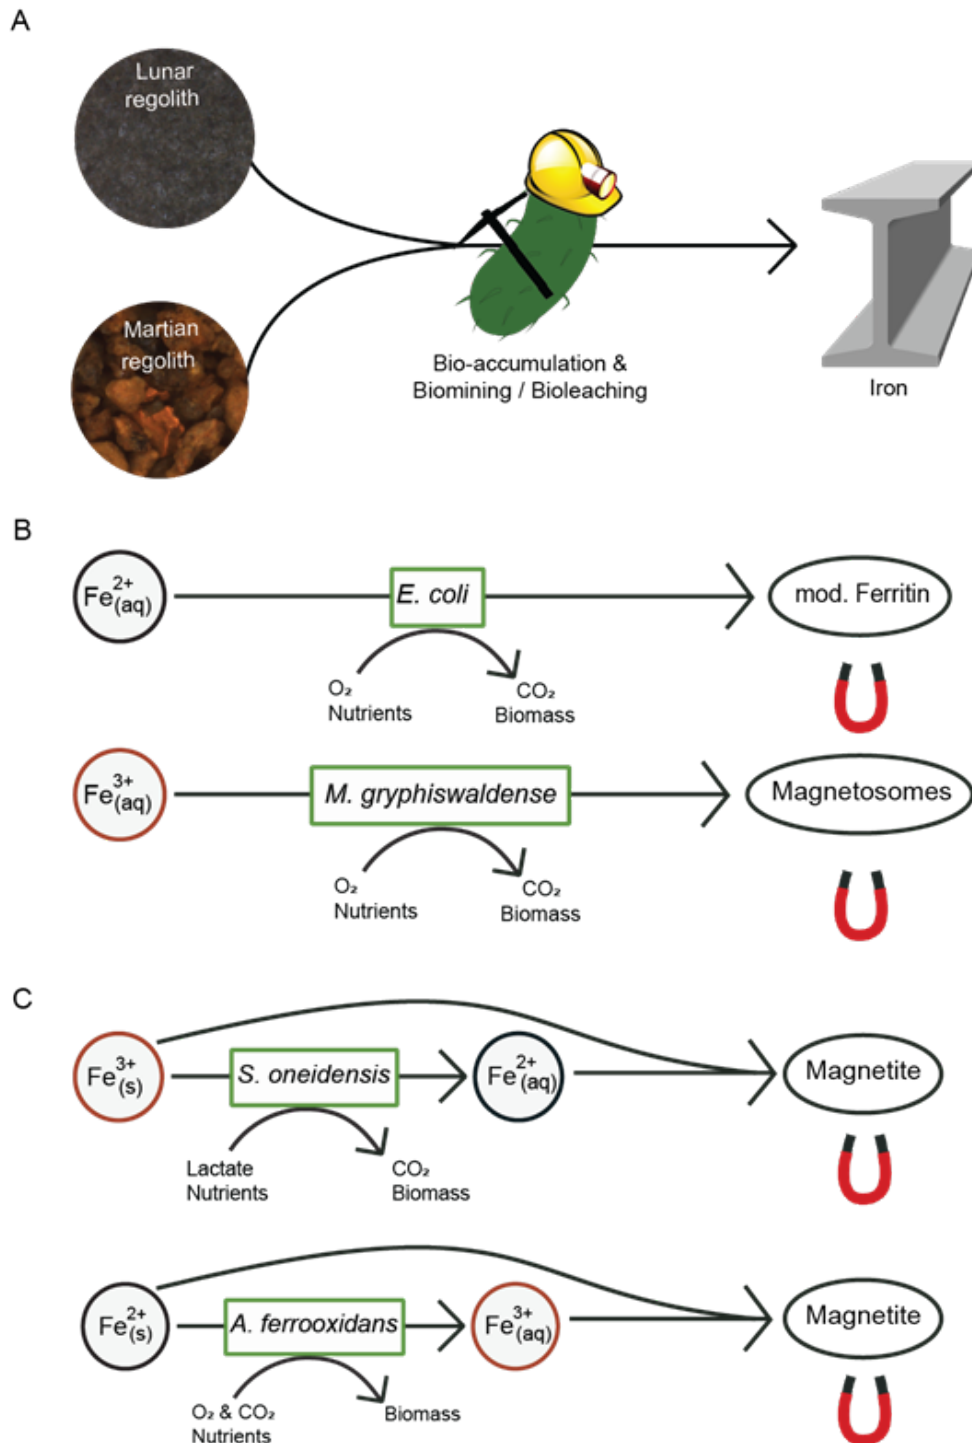 A
Lunar
regolith
Martian
regolith
Bio-accumulation &
Biomining / Bioleaching
Iron
B
Fe2+(aq)
E. coli
mod. Ferritin
O₂
Nutrients
CO₂
Biomass
Fe3+(aq)
M. gryphiswaldense
Magnetosomes
O₂
Nutrients
CO₂
Biomass
C
Fe3+(s)
S. oneidensis
Fe2+(aq)
Magnetite
Lactate
Nutrients
CO₂
Biomass
Fe2+(s)
A. ferrooxidans
Fe3+(aq)
Magnetite
O₂ & CO₂
Nutrients
Biomass